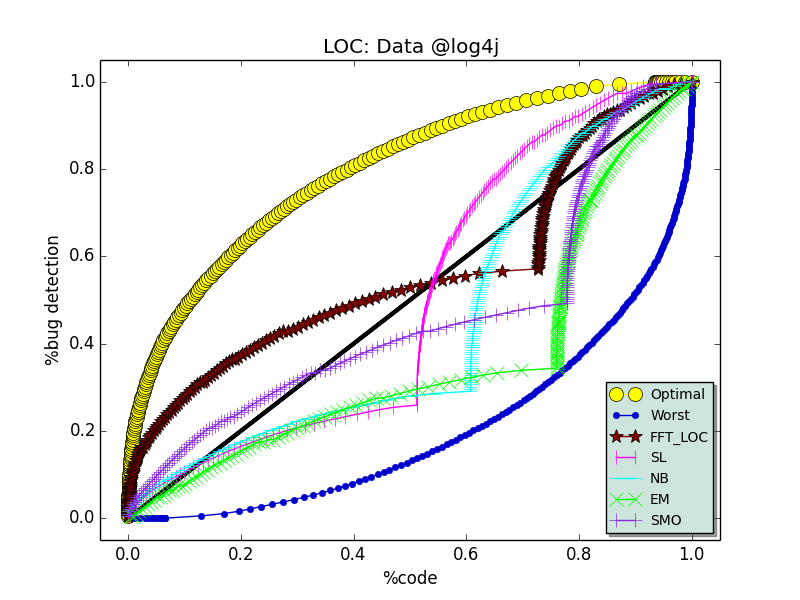 LOC: Data @log4j
%bug detection
1.0
0.8
0.6
0.4
0.2
0.0
0.0 0.2 0.4 0.6 0.8 1.0
%code
Optimal
Worst
FFT_LOC
SL
NB
EM
SMO